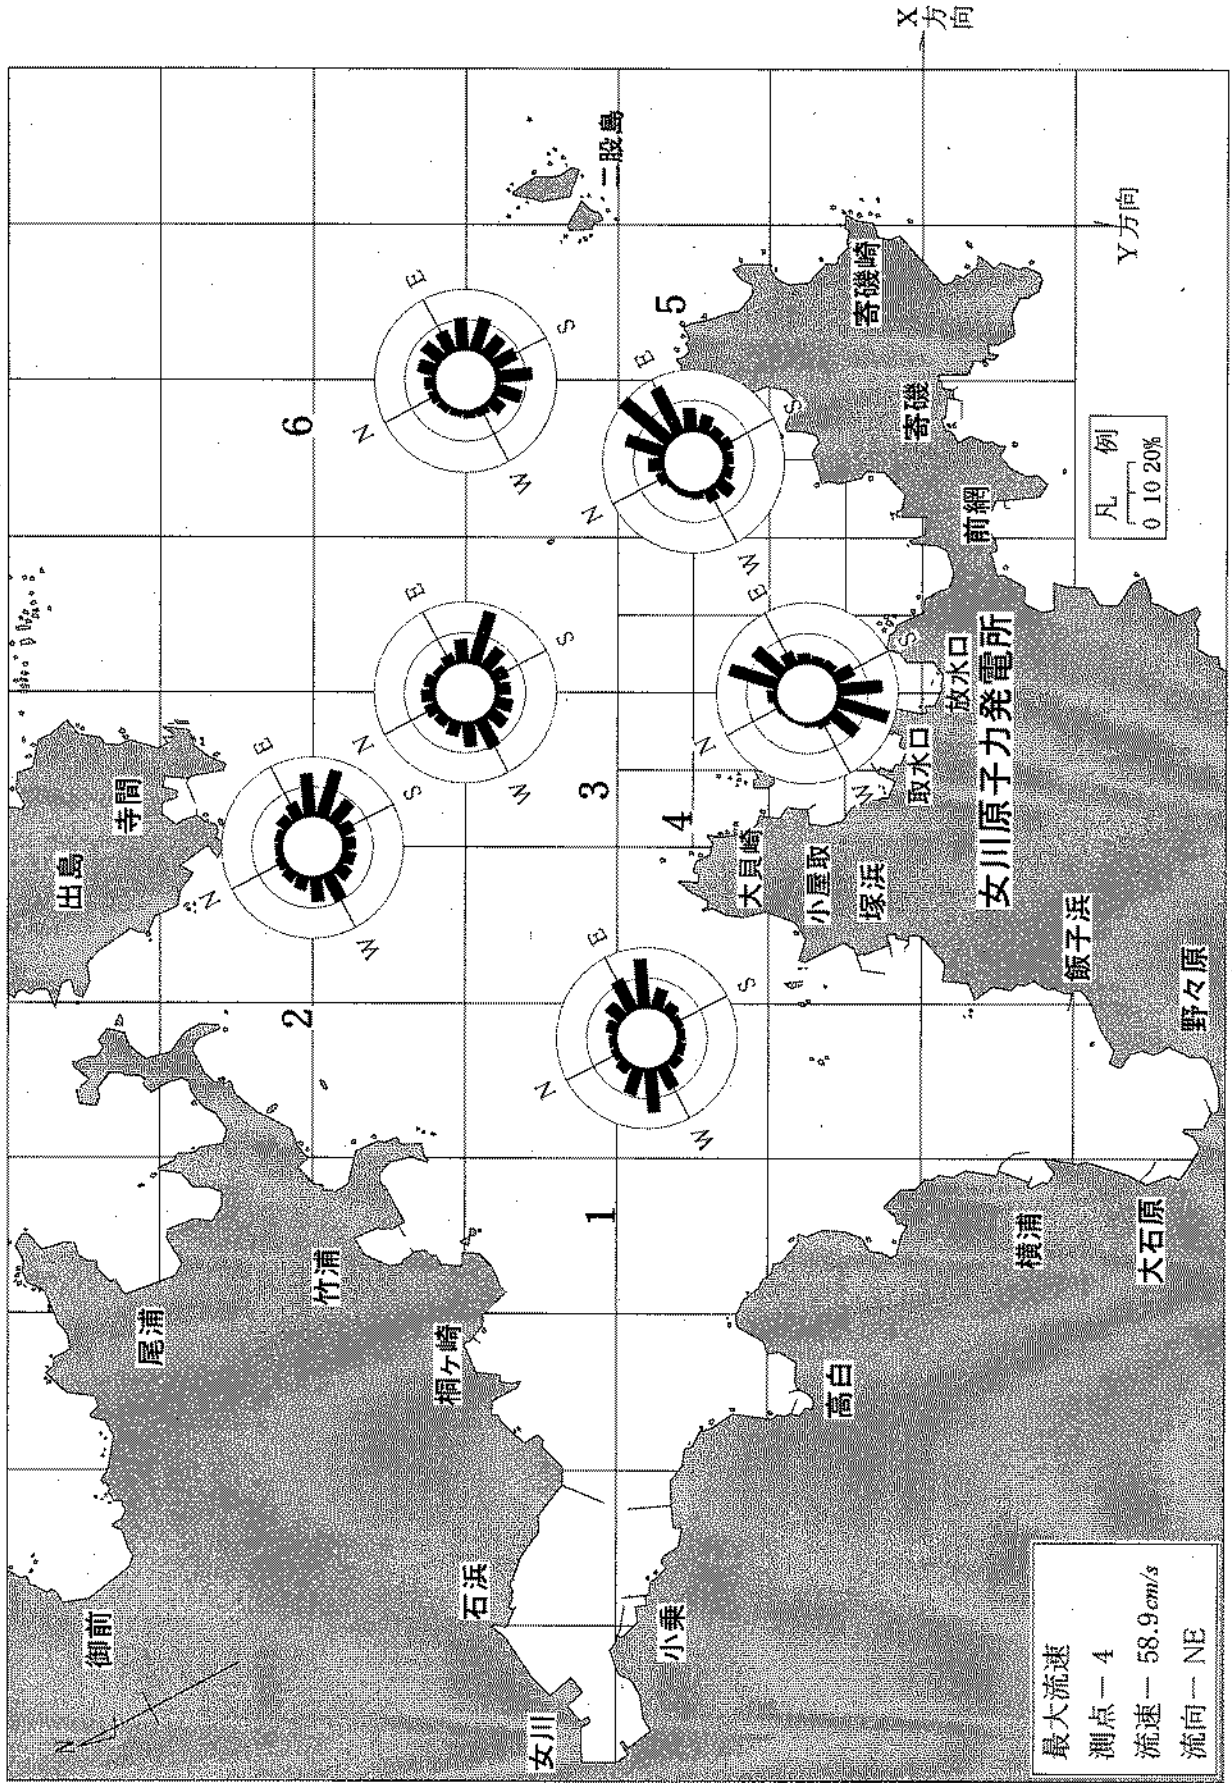 御前
尾浦
出島
寺間
竹浦
桐ヶ崎
石浜
女川
小乗
高白
横浦
大石原
野々原
飯子浜
塚浜
小屋取
大貝崎
取水口
放水口
女川原子力発電所
前網
寄磯
寄磯崎
二股島
1
2
3
4
5
6
N
N
E
S
W
N
E
S
W
N
E
S
W
N
E
S
W
N
E
S
W
N
E
S
W
X方向
Y方向
凡 例
0 10 20%
最大流速
測点－4
流速－58.9cm/s
流向－NE